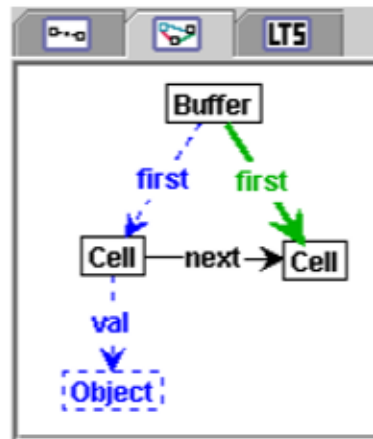 LTS
Buffer
first first
Cell next Cell
val
Object